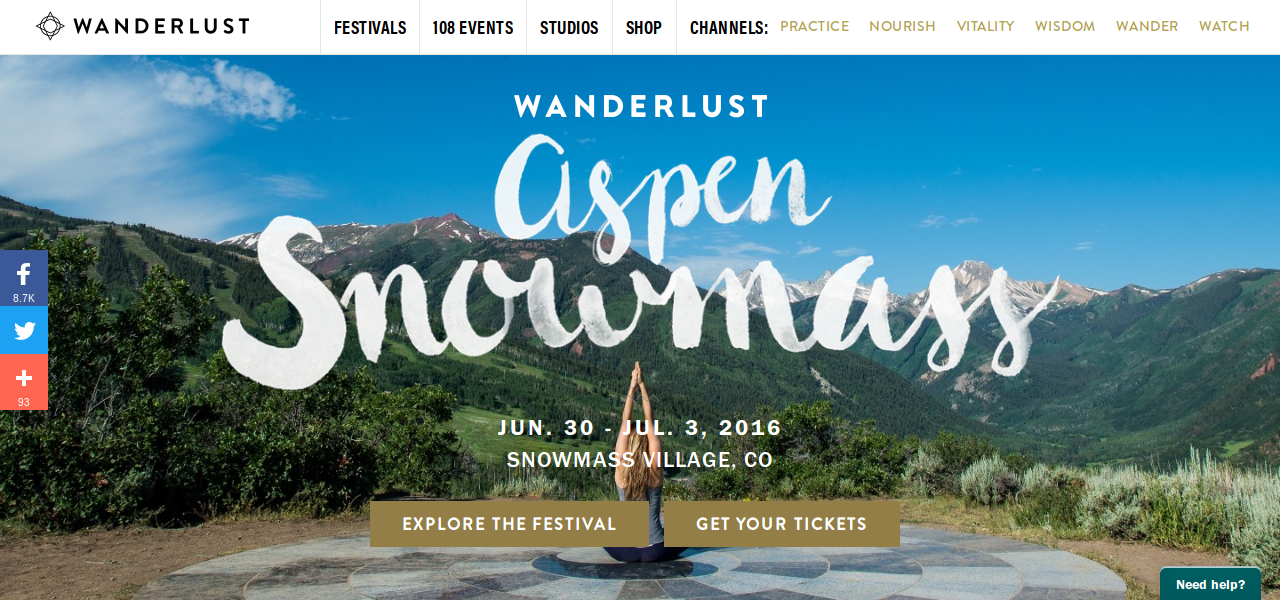 WANDERLUST
FESTIVALS 108 EVENTS STUDIOS SHOP CHANNELS: PRACTICE NOURISH VITALITY WISDOM WANDER WATCH
WANDERLUST
aspen
Snowmass
8.7K
93
JUN. 30 - JUL. 3, 2016
SNOWMASS VILLAGE, CO
EXPLORE THE FESTIVAL
GET YOUR TICKETS
Need help?